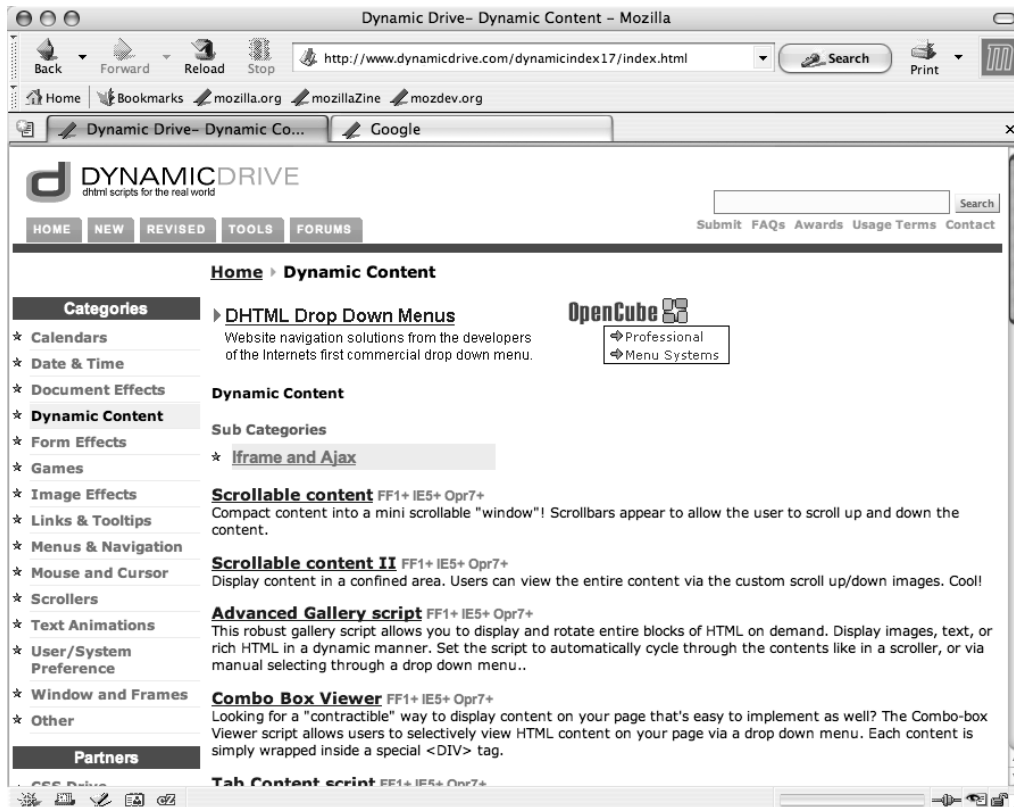 Dynamic Drive- Dynamic Content - Mozilla
Back
Forward
Reload
Stop
http://www.dynamicdrive.com/dynamicindex17/index.html
Search
Print
m
Home
Bookmarks
mozilla.org
mozillaZine
mozdev.org
Dynamic Drive- Dynamic Co...
Google
x
d
DYNAMICDRIVE
dhtml scripts for the real world
Search
HOME
NEW
REVISED
TOOLS
FORUMS
Submit FAQs Awards Usage Terms Contact
Home Dynamic Content
Categories
Calendars
Date & Time
Document Effects
Dynamic Content
Form Effects
Games
Image Effects
Links & Tooltips
Menus & Navigation
Mouse and Cursor
Scrollers
Text Animations
User/System
Preference
Window and Frames
Other
Partners
CSS Drive
DHTML Drop Down Menus
Website navigation solutions from the developers
of the Internets first commercial drop down menu.
OpenCube
Professional
Menu Systems
Dynamic Content
Sub Categories
Iframe and Ajax
Scrollable content FF1+ IE5+ Opr7+
Compact content into a mini scrollable "window"! Scrollbars appear to allow the user to scroll up and down the
content.
Scrollable content II FF1+ IE5+ Opr7+
Display content in a confined area. Users can view the entire content via the custom scroll up/down images. Cool!
Advanced Gallery script FF1+ IE5+ Opr7+
This robust gallery script allows you to display and rotate entire blocks of HTML on demand. Display images, text, or
rich HTML in a dynamic manner. Set the script to automatically cycle through the contents like in a scroller, or via
manual selecting through a drop down menu..
Combo Box Viewer FF1+ IE5+ Opr7+
Looking for a "contractible" way to display content on your page that's easy to implement as well? The Combo-box
Viewer script allows users to selectively view HTML content on your page via a drop down menu. Each content is
simply wrapped inside a special <DIV> tag.
Tab Content script FF1+ IE5+ Opr7+